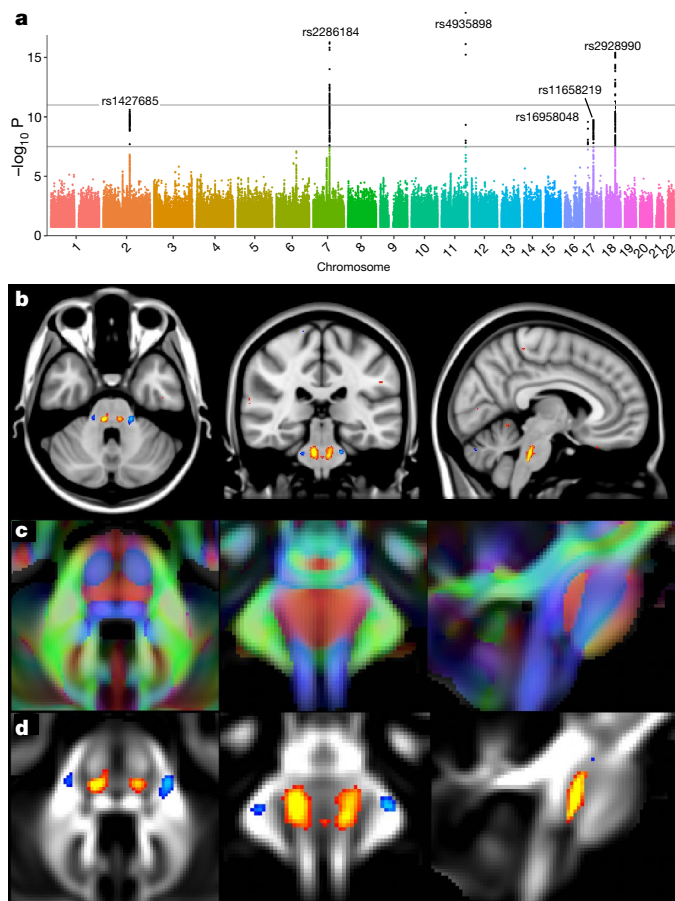 a
rs4935898
rs2286184
rs2928990
rs11658219
rs1427685
rs16958048
15
10
5
0
−log10 P
1 2 3 4 5 6 7 8 9 10 11 12 13 14 15 16 17 18 19 20 21 22
Chromosome
b
c
d